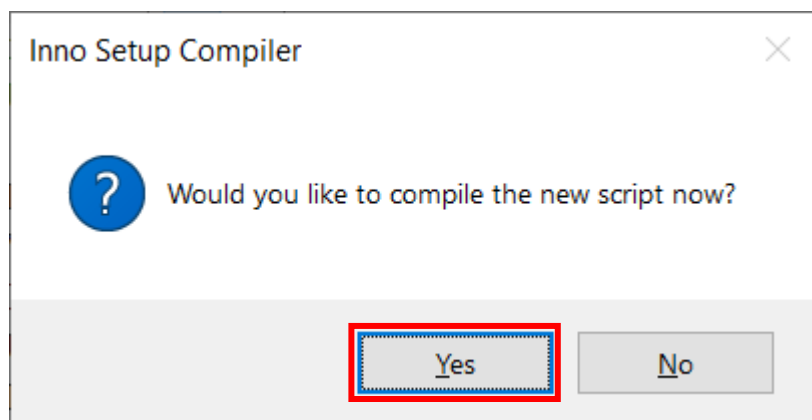 Inno Setup Compiler
Would you like to compile the new script now?
Yes
No